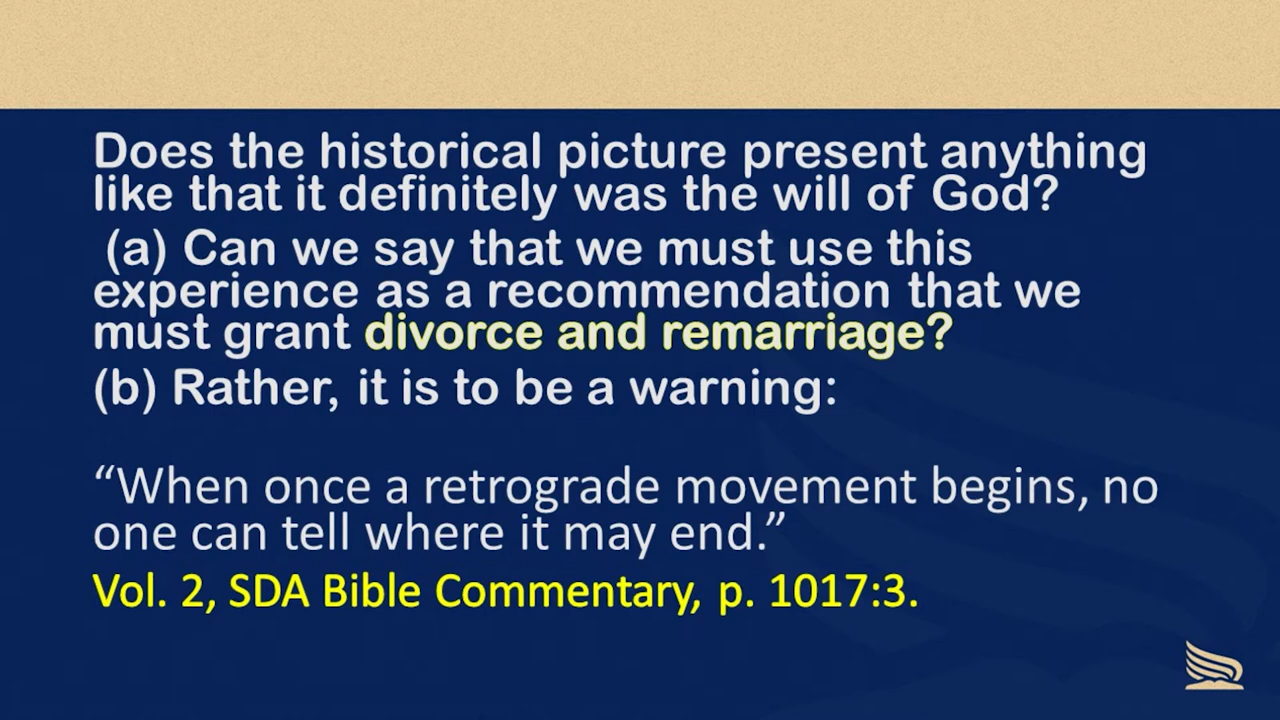 Does the historical picture present anything
like that it definitely was the will of God?
(a) Can we say that we must use this
experience as a recommendation that we
must grant divorce and remarriage?
(b) Rather, it is to be a warning:
“When once a retrograde movement begins, no
one can tell where it may end.”
Vol. 2, SDA Bible Commentary, p. 1017:3.